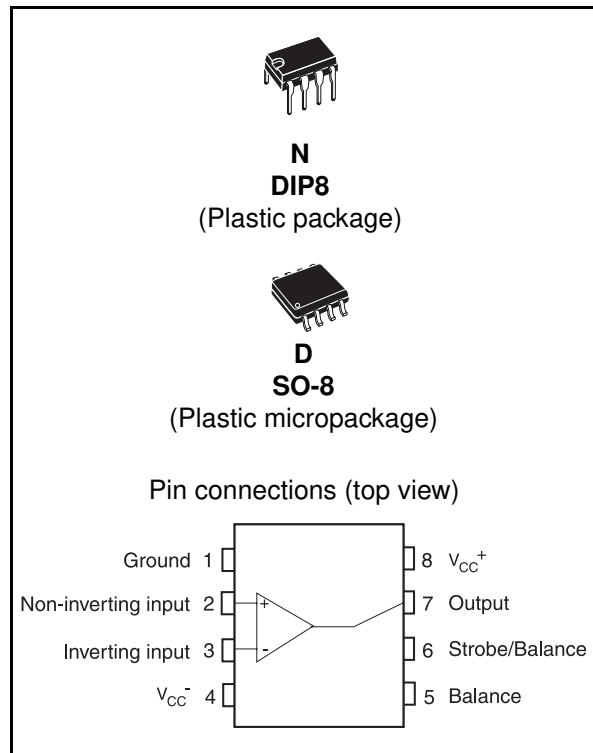 N
DIP8
(Plastic package)
D
SO-8
(Plastic micropackage)
Pin connections (top view)
Ground 1
8 VCC+
Non-inverting input 2 +
7 Output
Inverting input 3 -
6 Strobe/Balance
VCC- 4
5 Balance